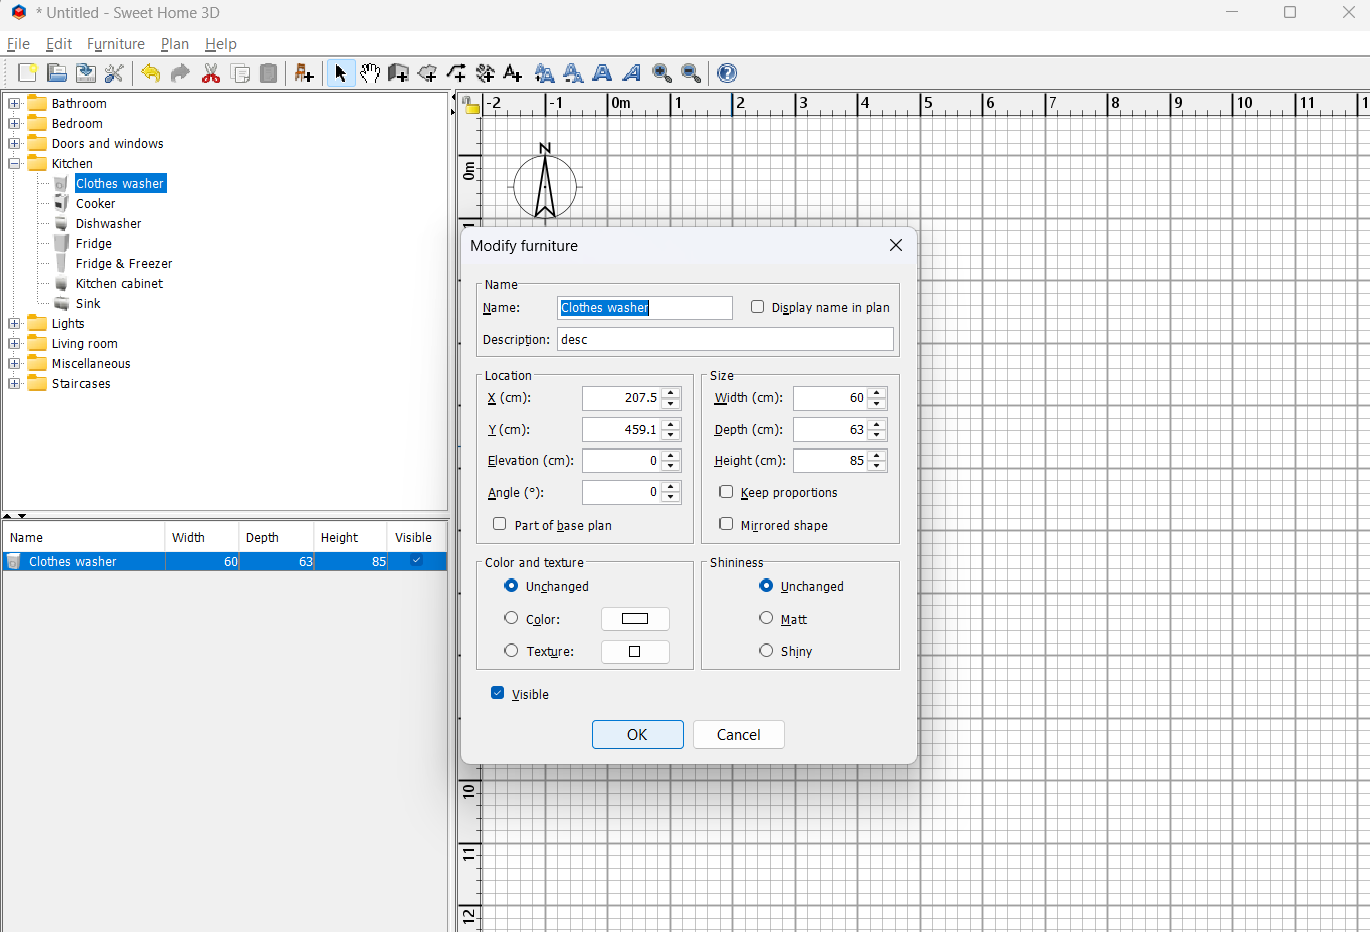 * Untitled - Sweet Home 3D
File Edit Furniture Plan Help
Bathroom
Bedroom
Doors and windows
Kitchen
Clothes washer
Cooker
Dishwasher
Fridge
Fridge & Freezer
Kitchen cabinet
Sink
Lights
Living room
Miscellaneous
Staircases
Name Width Depth Height Visible
Clothes washer 60 63 85
-2 -1 0m 1 2 3 4 5 6 7 8 9 10 11 1
N
0m
1
Modify furniture
Name
Name: Clothes washer Display name in plan
Description: desc
Location
X (cm): 207.5
Y (cm): 459.1
Elevation (cm): 0
Angle (°): 0
Part of base plan
Size
Width (cm): 60
Depth (cm): 63
Height (cm): 85
Keep proportions
Mirrored shape
Color and texture
Unchanged
Color:
Texture:
Shininess
Unchanged
Matt
Shiny
Visible
OK Cancel
10
11
12